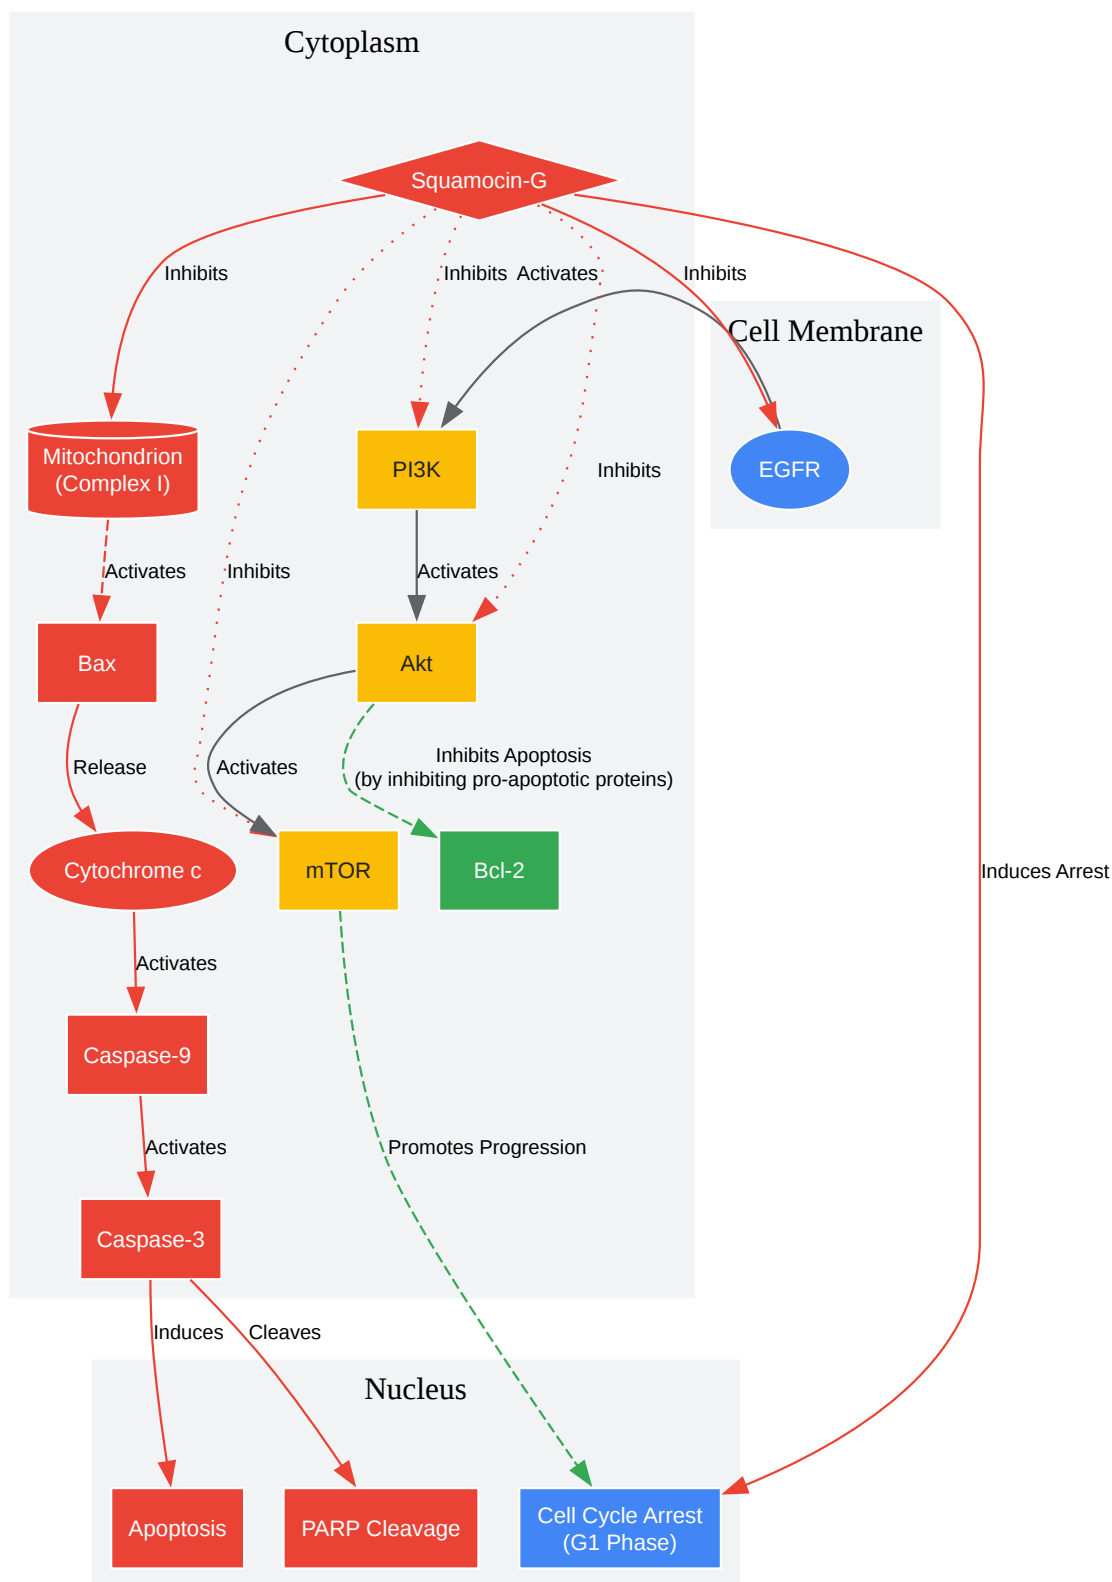 Cytoplasm
Squamocin-G
Inhibits
Inhibits
Activates
Inhibits
Cell Membrane
Mitochondrion
(Complex I)
PI3K
Inhibits
EGFR
Activates
Inhibits
Activates
Bax
Akt
Release
Activates
Inhibits Apoptosis
(by inhibiting pro-apoptotic proteins)
Cytochrome c
mTOR
Bcl-2
Induces Arrest
Activates
Caspase-9
Activates
Promotes Progression
Caspase-3
Induces
Cleaves
Nucleus
Apoptosis
PARP Cleavage
Cell Cycle Arrest
(G1 Phase)